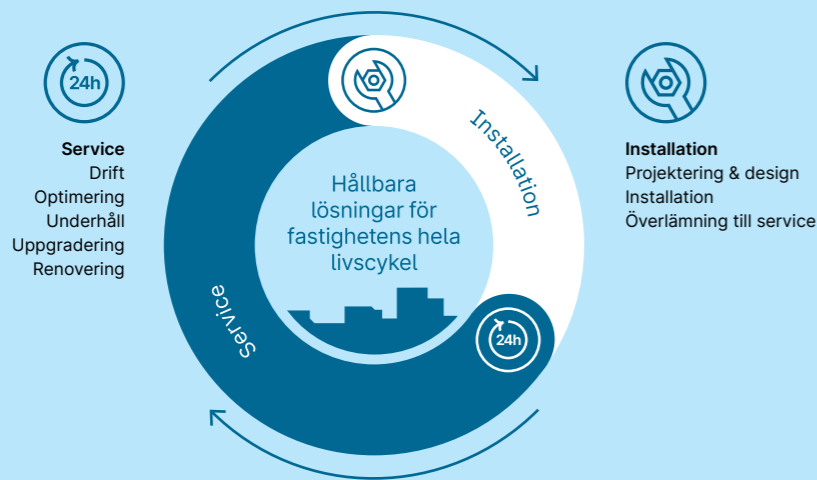 24h
Service
Drift
Optimering
Underhåll
Uppgradering
Renovering
Installation
Hållbara
lösningar för
fastighetens hela
livscykel
Service
24h
Installation
Projektering & design
Installation
Överlämning till service